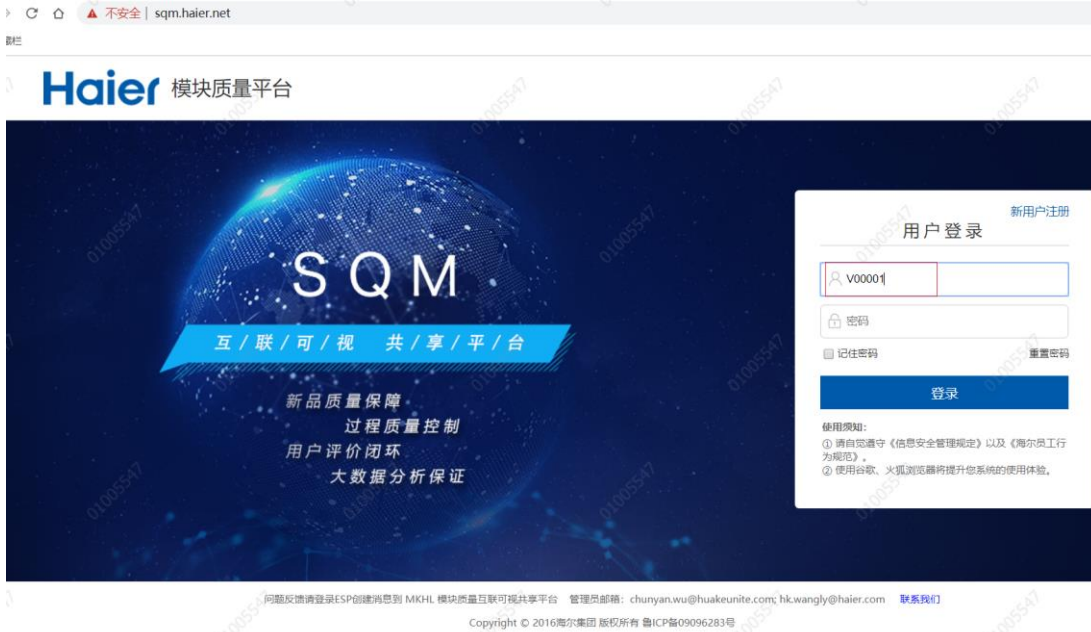 不安全 | sqm.haier.net
Haier 模块质量平台
SQM
互/联/可/视 共/享/平/台
新品质量保障
过程质量控制
用户评价闭环
大数据分析保证
新用户注册
用户登录
V00001
密码
记住密码 重置密码
登录
使用须知:
① 请自觉遵守《信息安全管理规定》以及《海尔员工行
为规范》。
② 使用谷歌、火狐浏览器将提升您系统的使用体验。
问题反馈请登录ESP创建消息到 MKHL 模块质量互联可视共享平台 管理员邮箱: chunyan.wu@huakeunite.com; hk.wangly@haier.com 联系我们
Copyright © 2016海尔集团 版权所有 鲁ICP备09096283号
01005547